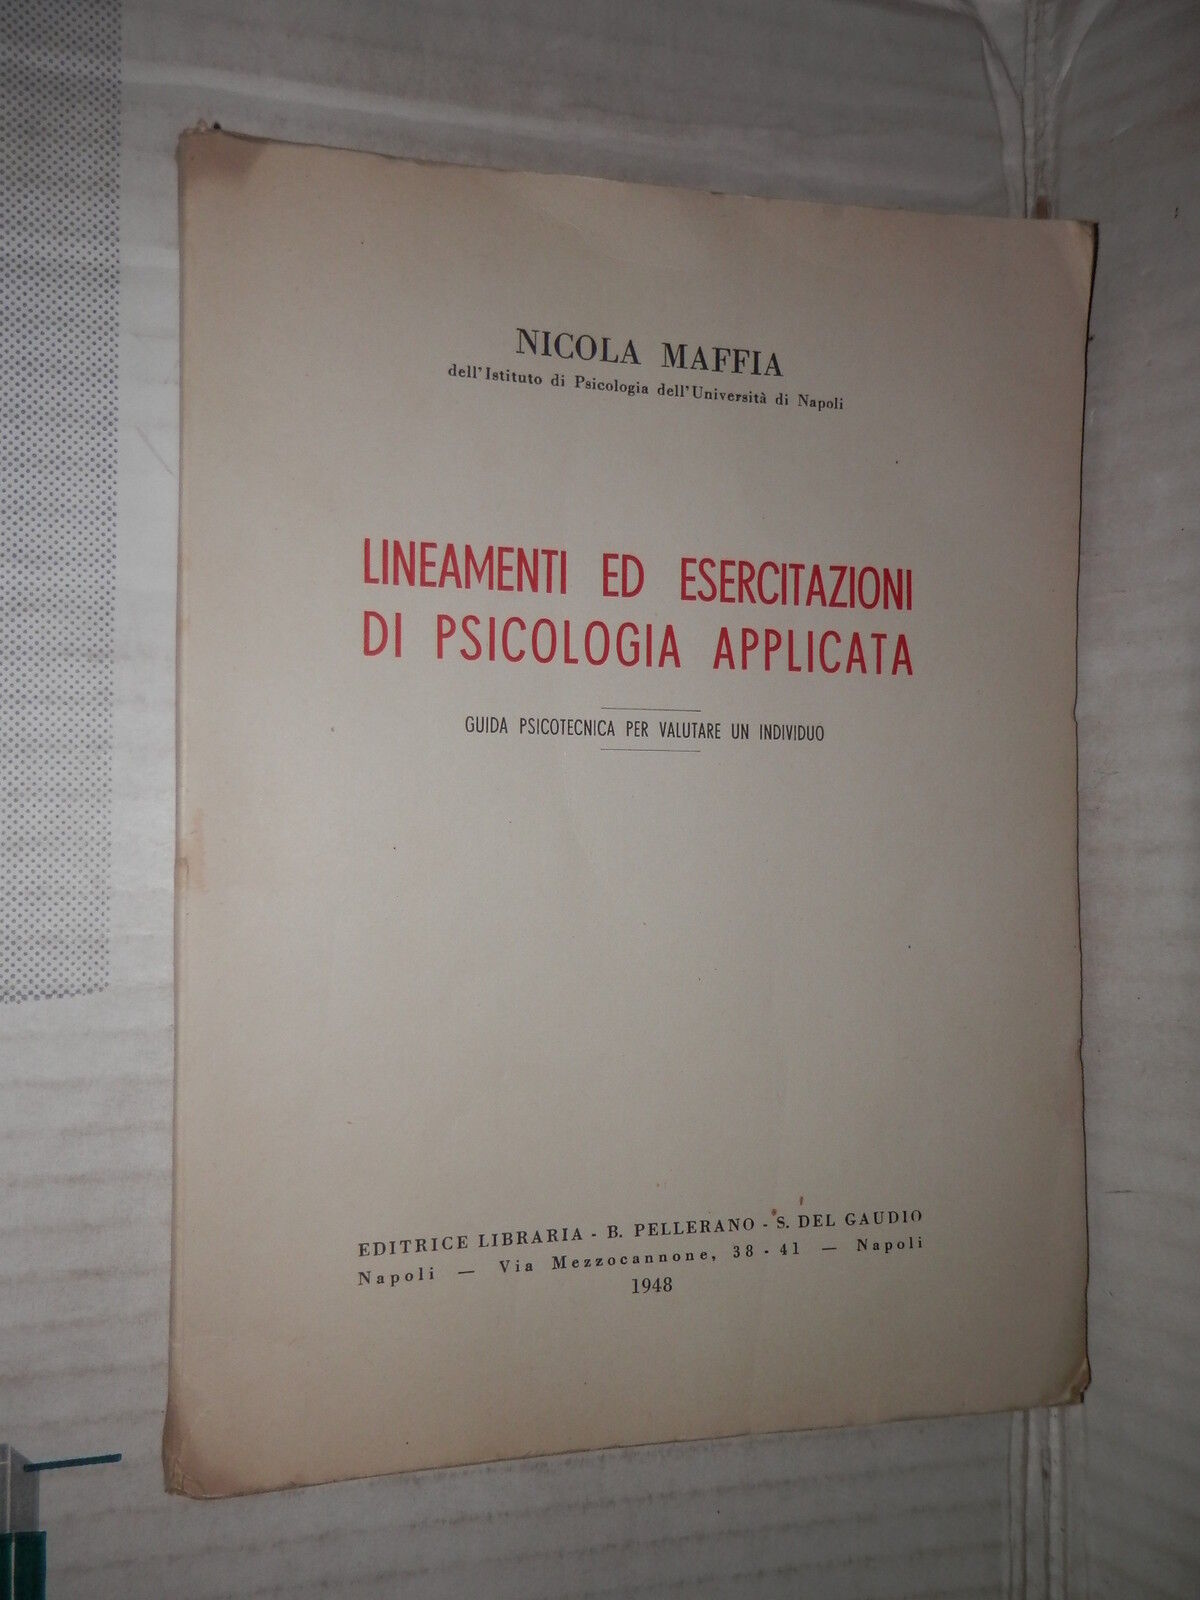 NICOLA MAFFIA
dell'Istituto di Psicologia dell'Università di Napoli
LINEAMENTI ED ESERCITAZIONI
DI PSICOLOGIA APPLICATA
GUIDA PSICOTECNICA PER VALUTARE UN INDIVIDUO
EDITRICE LIBRARIA - B. PELLERANO - S. DEL GAUDIO
Napoli — Via Mezzocannone, 38 - 41 — Napoli
1948